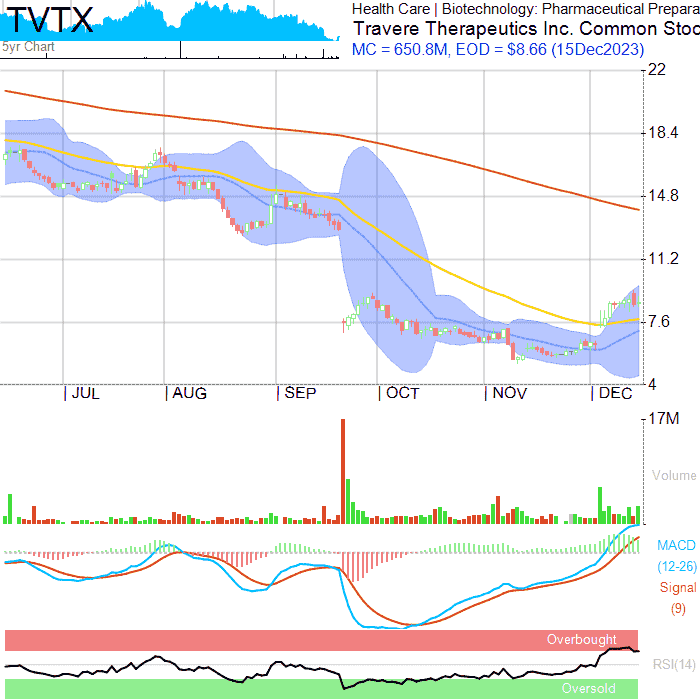 TVTX
5yr Chart
Health Care | Biotechnology: Pharmaceutical Prepara
Travere Therapeutics Inc. Common Stoc
MC = 650.8M, EOD = $8.66 (15Dec2023)
22
18.4
14.8
11.2
7.6
4
JUL AUG SEP OCT NOV DEC
17M
Volume
MACD
(12-26)
Signal
(9)
Overbought
RSI(14)
Oversold